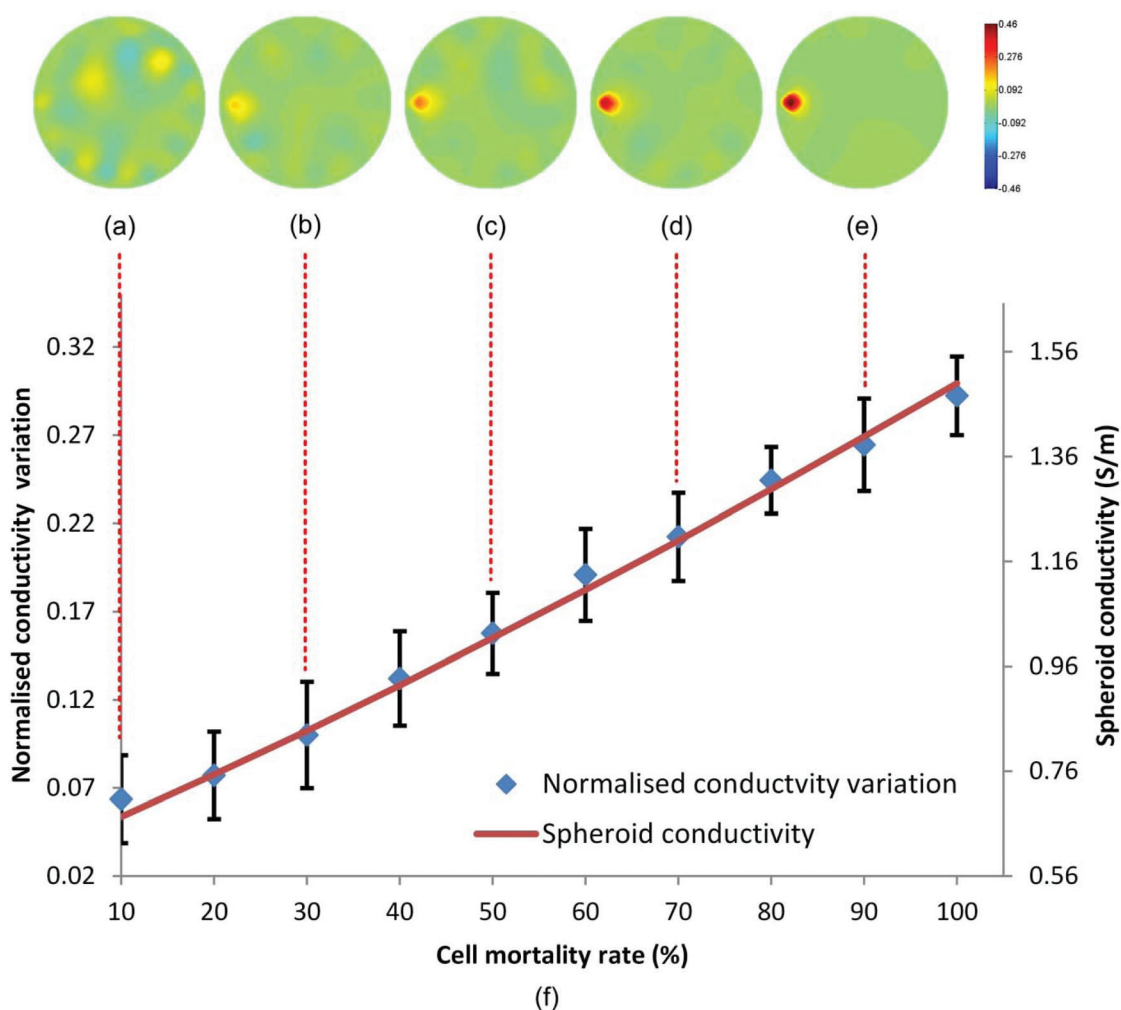 0.46
0.276
0.092
-0.092
-0.276
-0.46
(a) (b) (c) (d) (e)
Normalised conductivity variation
0.32
0.27
0.22
0.17
0.12
0.07
0.02
1.56
1.36
1.16
0.96
0.76
0.56
Spheroid conductivity (S/m)
Normalised conductvity variation
Spheroid conductivity
10 20 30 40 50 60 70 80 90 100
Cell mortality rate (%)
(f)